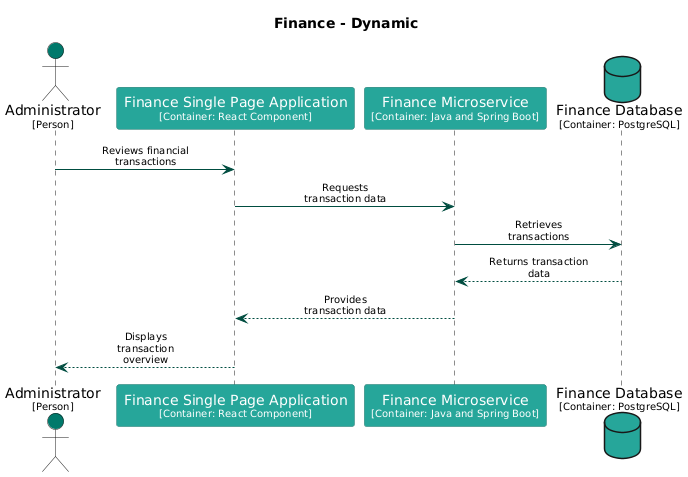 Finance - Dynamic
Administrator
[Person]
Finance Single Page Application
[Container: React Component]
Finance Microservice
[Container: Java and Spring Boot]
Finance Database
[Container: PostgreSQL]
Reviews financial
transactions
Requests
transaction data
Retrieves
transactions
Returns transaction
data
Provides
transaction data
Displays
transaction
overview
Administrator
[Person]
Finance Single Page Application
[Container: React Component]
Finance Microservice
[Container: Java and Spring Boot]
Finance Database
[Container: PostgreSQL]